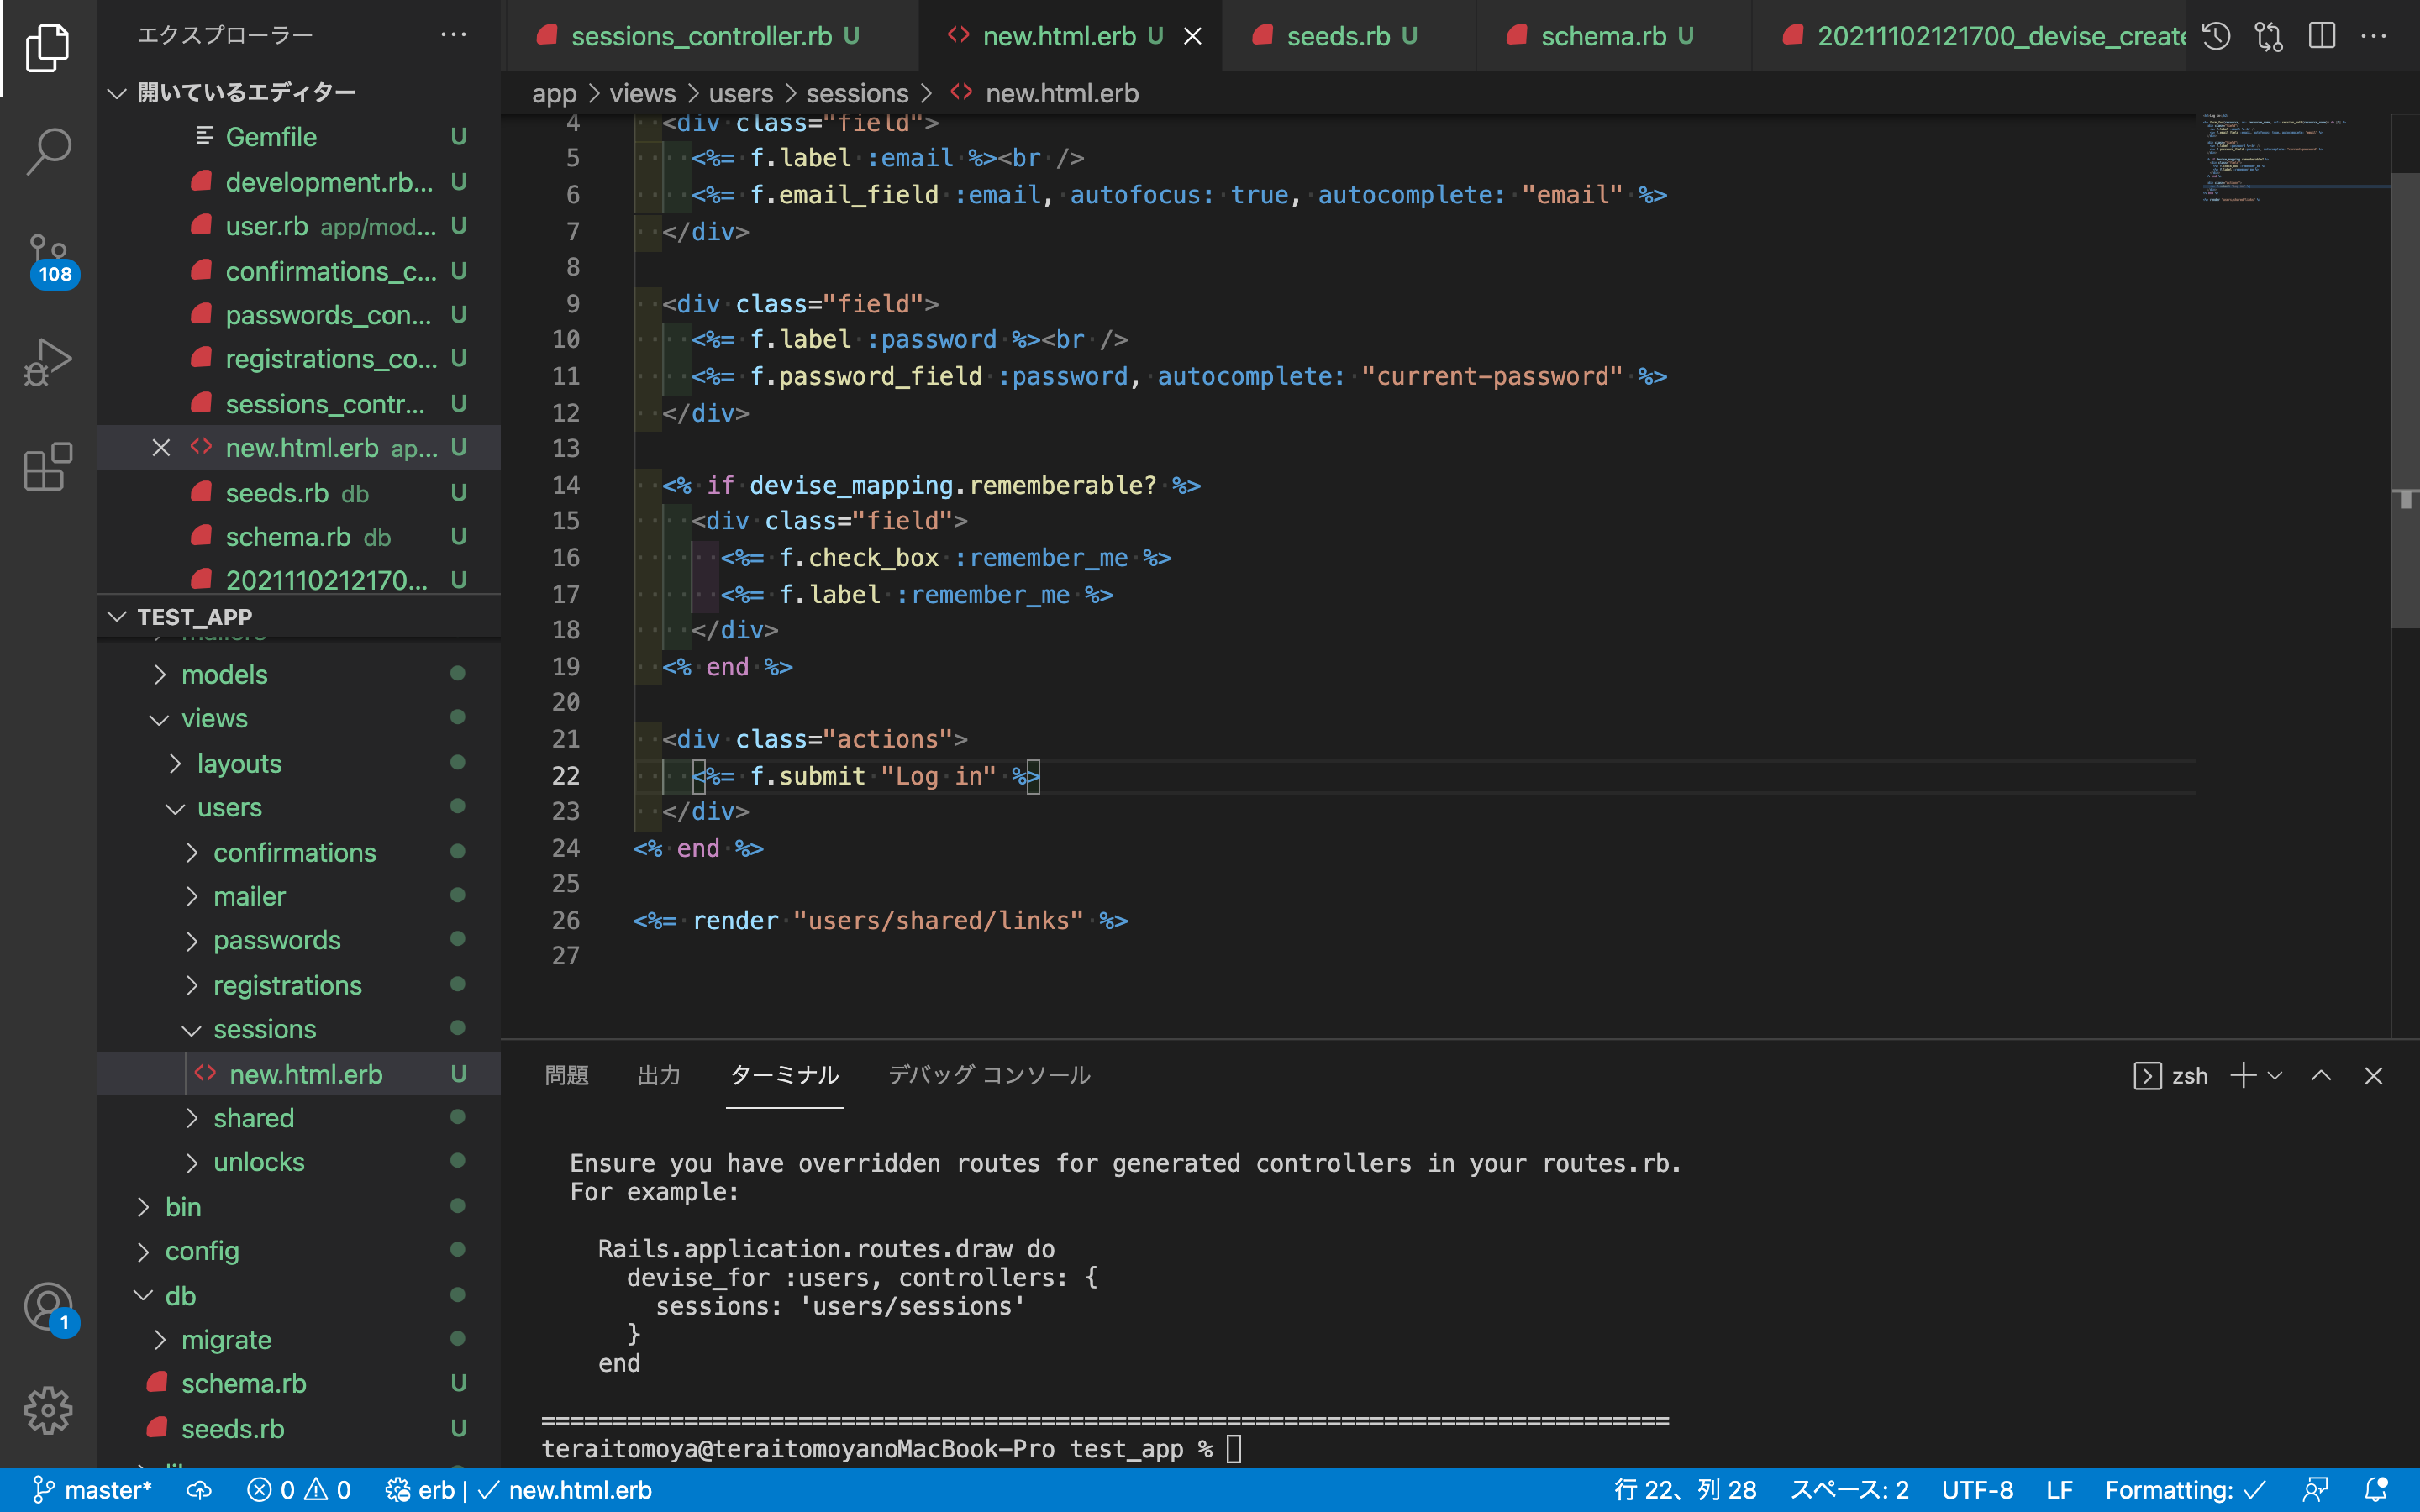 エクスプローラー
開いているエディター
Gemfile U
development.rb... U
user.rb app/mod... U
confirmations_c... U
passwords_con... U
registrations_co... U
sessions_contr... U
new.html.erb ap... U
seeds.rb db U
schema.rb db U
2021110212170... U
TEST_APP
mailers
models
views
layouts
users
confirmations
mailer
passwords
registrations
sessions
new.html.erb U
shared
unlocks
bin
config
db
migrate
schema.rb U
seeds.rb U
108
1
sessions_controller.rb U
new.html.erb U
seeds.rb U
schema.rb U
20211102121700_devise_create
app > views > users > sessions > <> new.html.erb
4 <div class="field">
5 <%= f.label :email %><br />
6 <%= f.email_field :email, autofocus: true, autocomplete: "email" %>
7 </div>
8
9 <div class="field">
10 <%= f.label :password %><br />
11 <%= f.password_field :password, autocomplete: "current-password" %>
12 </div>
13
14 <% if devise_mapping.rememberable? %>
15 <div class="field">
16 <%= f.check_box :remember_me %>
17 <%= f.label :remember_me %>
18 </div>
19 <% end %>
20
21 <div class="actions">
22 <%= f.submit "Log in" %>
23 </div>
24 <% end %>
25
26 <%= render "users/shared/links" %>
27
問題 出力 ターミナル デバッグ コンソール
zsh
Ensure you have overridden routes for generated controllers in your routes.rb.
For example:
Rails.application.routes.draw do
devise_for :users, controllers: {
sessions: 'users/sessions'
}
end
===============================================================================
teraitomoya@teraitomoyanoMacBook-Pro test_app %
master* 0 0 erb | ✓ new.html.erb
行 22、列 28 スペース: 2 UTF-8 LF Formatting: ✓